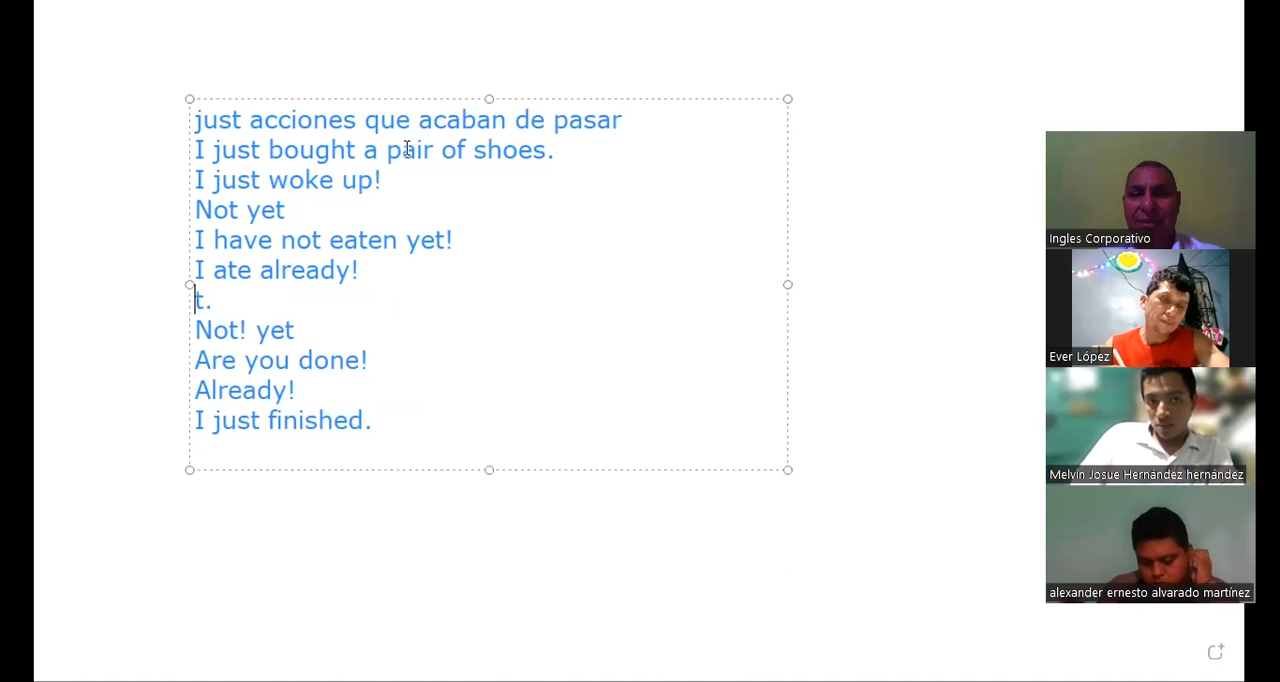 just acciones que acaban de pasar
I just bought a pair of shoes.
I just woke up!
Not yet
I have not eaten yet!
I ate already!
t.
Not! yet
Are you done!
Already!
I just finished.
Ingles Corporativo
Ever López
Melvin Josue Hernández hernández
alexander ernesto alvarado martínez